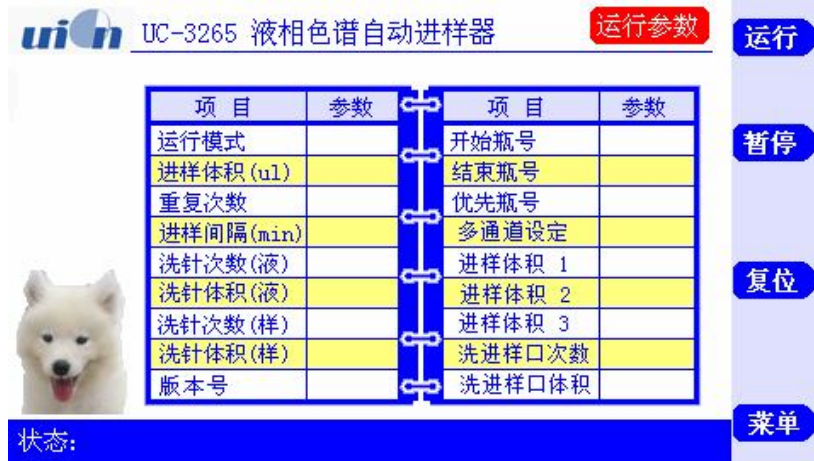 union UC-3265 液相色谱自动进样器 运行参数
运行
项 目 参数 项 目 参数
运行模式 开始瓶号
暂停
进样体积(ul) 结束瓶号
重复次数 优先瓶号
进样间隔(min) 多通道设定
洗针次数(液) 进样体积 1
复位
洗针体积(液) 进样体积 2
洗针次数(样) 进样体积 3
洗针体积(样) 洗进样口次数
版本号 洗进样口体积
菜单
状态: